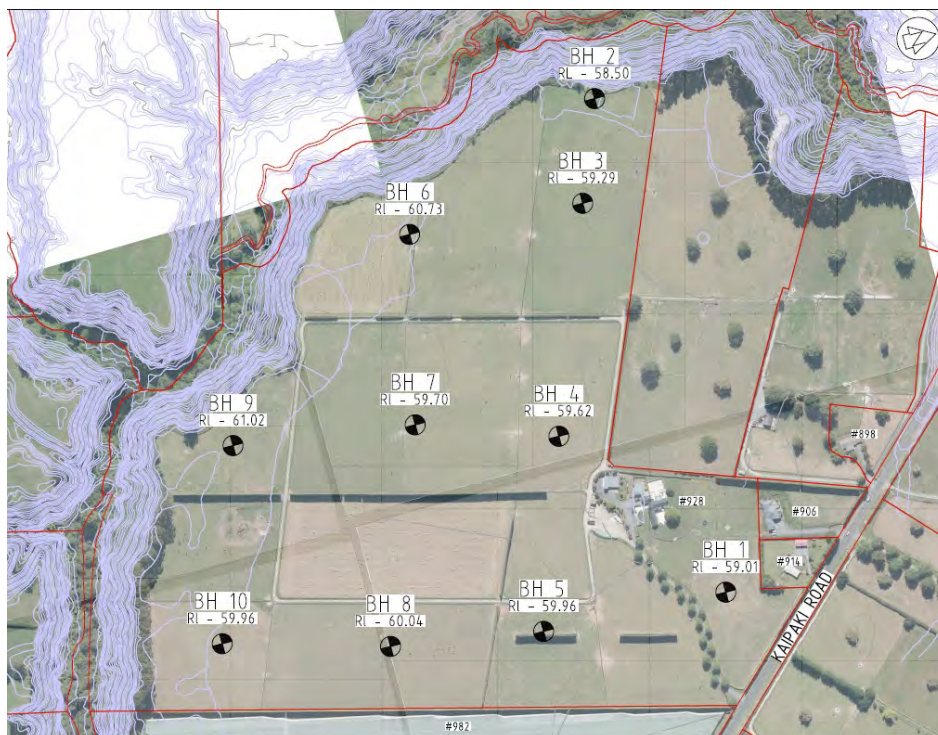 BH 2
RL - 58.50
BH 3
RL - 59.29
BH 6
RL - 60.73
BH 7
RL - 59.70
BH 4
RL - 59.62
BH 9
RL - 61.02
#898
#928
#906
BH 1
RL - 59.01
#914
BH 10
RL - 59.96
BH 8
RL - 60.04
BH 5
RL - 59.96
KAIPAKI ROAD
#982